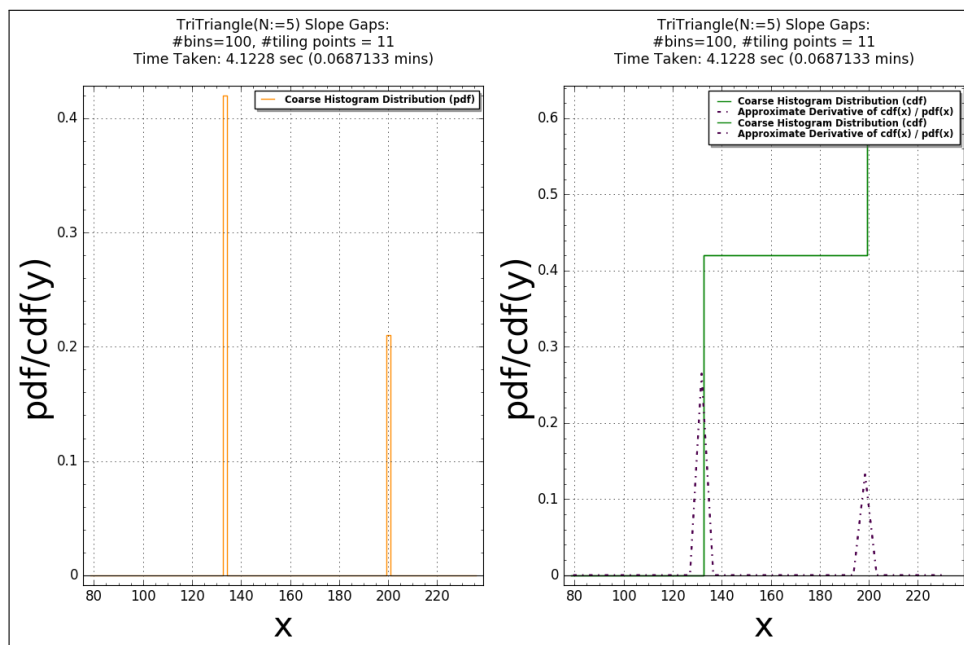 TriTriangle(N:=5) Slope Gaps:
#bins=100, #tiling points = 11
Time Taken: 4.1228 sec (0.0687133 mins)
Coarse Histogram Distribution (pdf)
0.4
0.3
0.2
0.1
0
pdf/cdf(y)
80 100 120 140 160 180 200 220
x
TriTriangle(N:=5) Slope Gaps:
#bins=100, #tiling points = 11
Time Taken: 4.1228 sec (0.0687133 mins)
Coarse Histogram Distribution (cdf)
Approximate Derivative of cdf(x) / pdf(x)
Coarse Histogram Distribution (cdf)
Approximate Derivative of cdf(x) / pdf(x)
0.6
0.5
0.4
0.3
0.2
0.1
0
pdf/cdf(y)
80 100 120 140 160 180 200 220
x